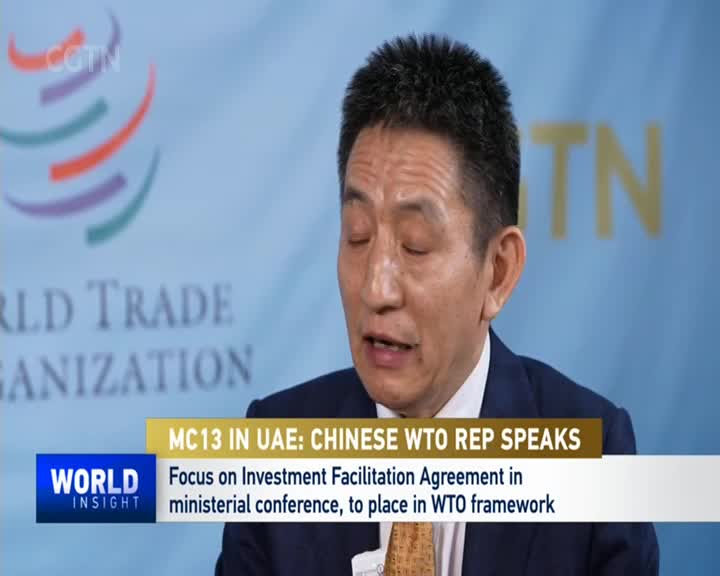 CGTN
GTN
RLD TRADE
GANIZATION
MC13 IN UAE: CHINESE WTO REP SPEAKS
WORLD
INSIGHT
Focus on Investment Facilitation Agreement in
ministerial conference, to place in WTO framework